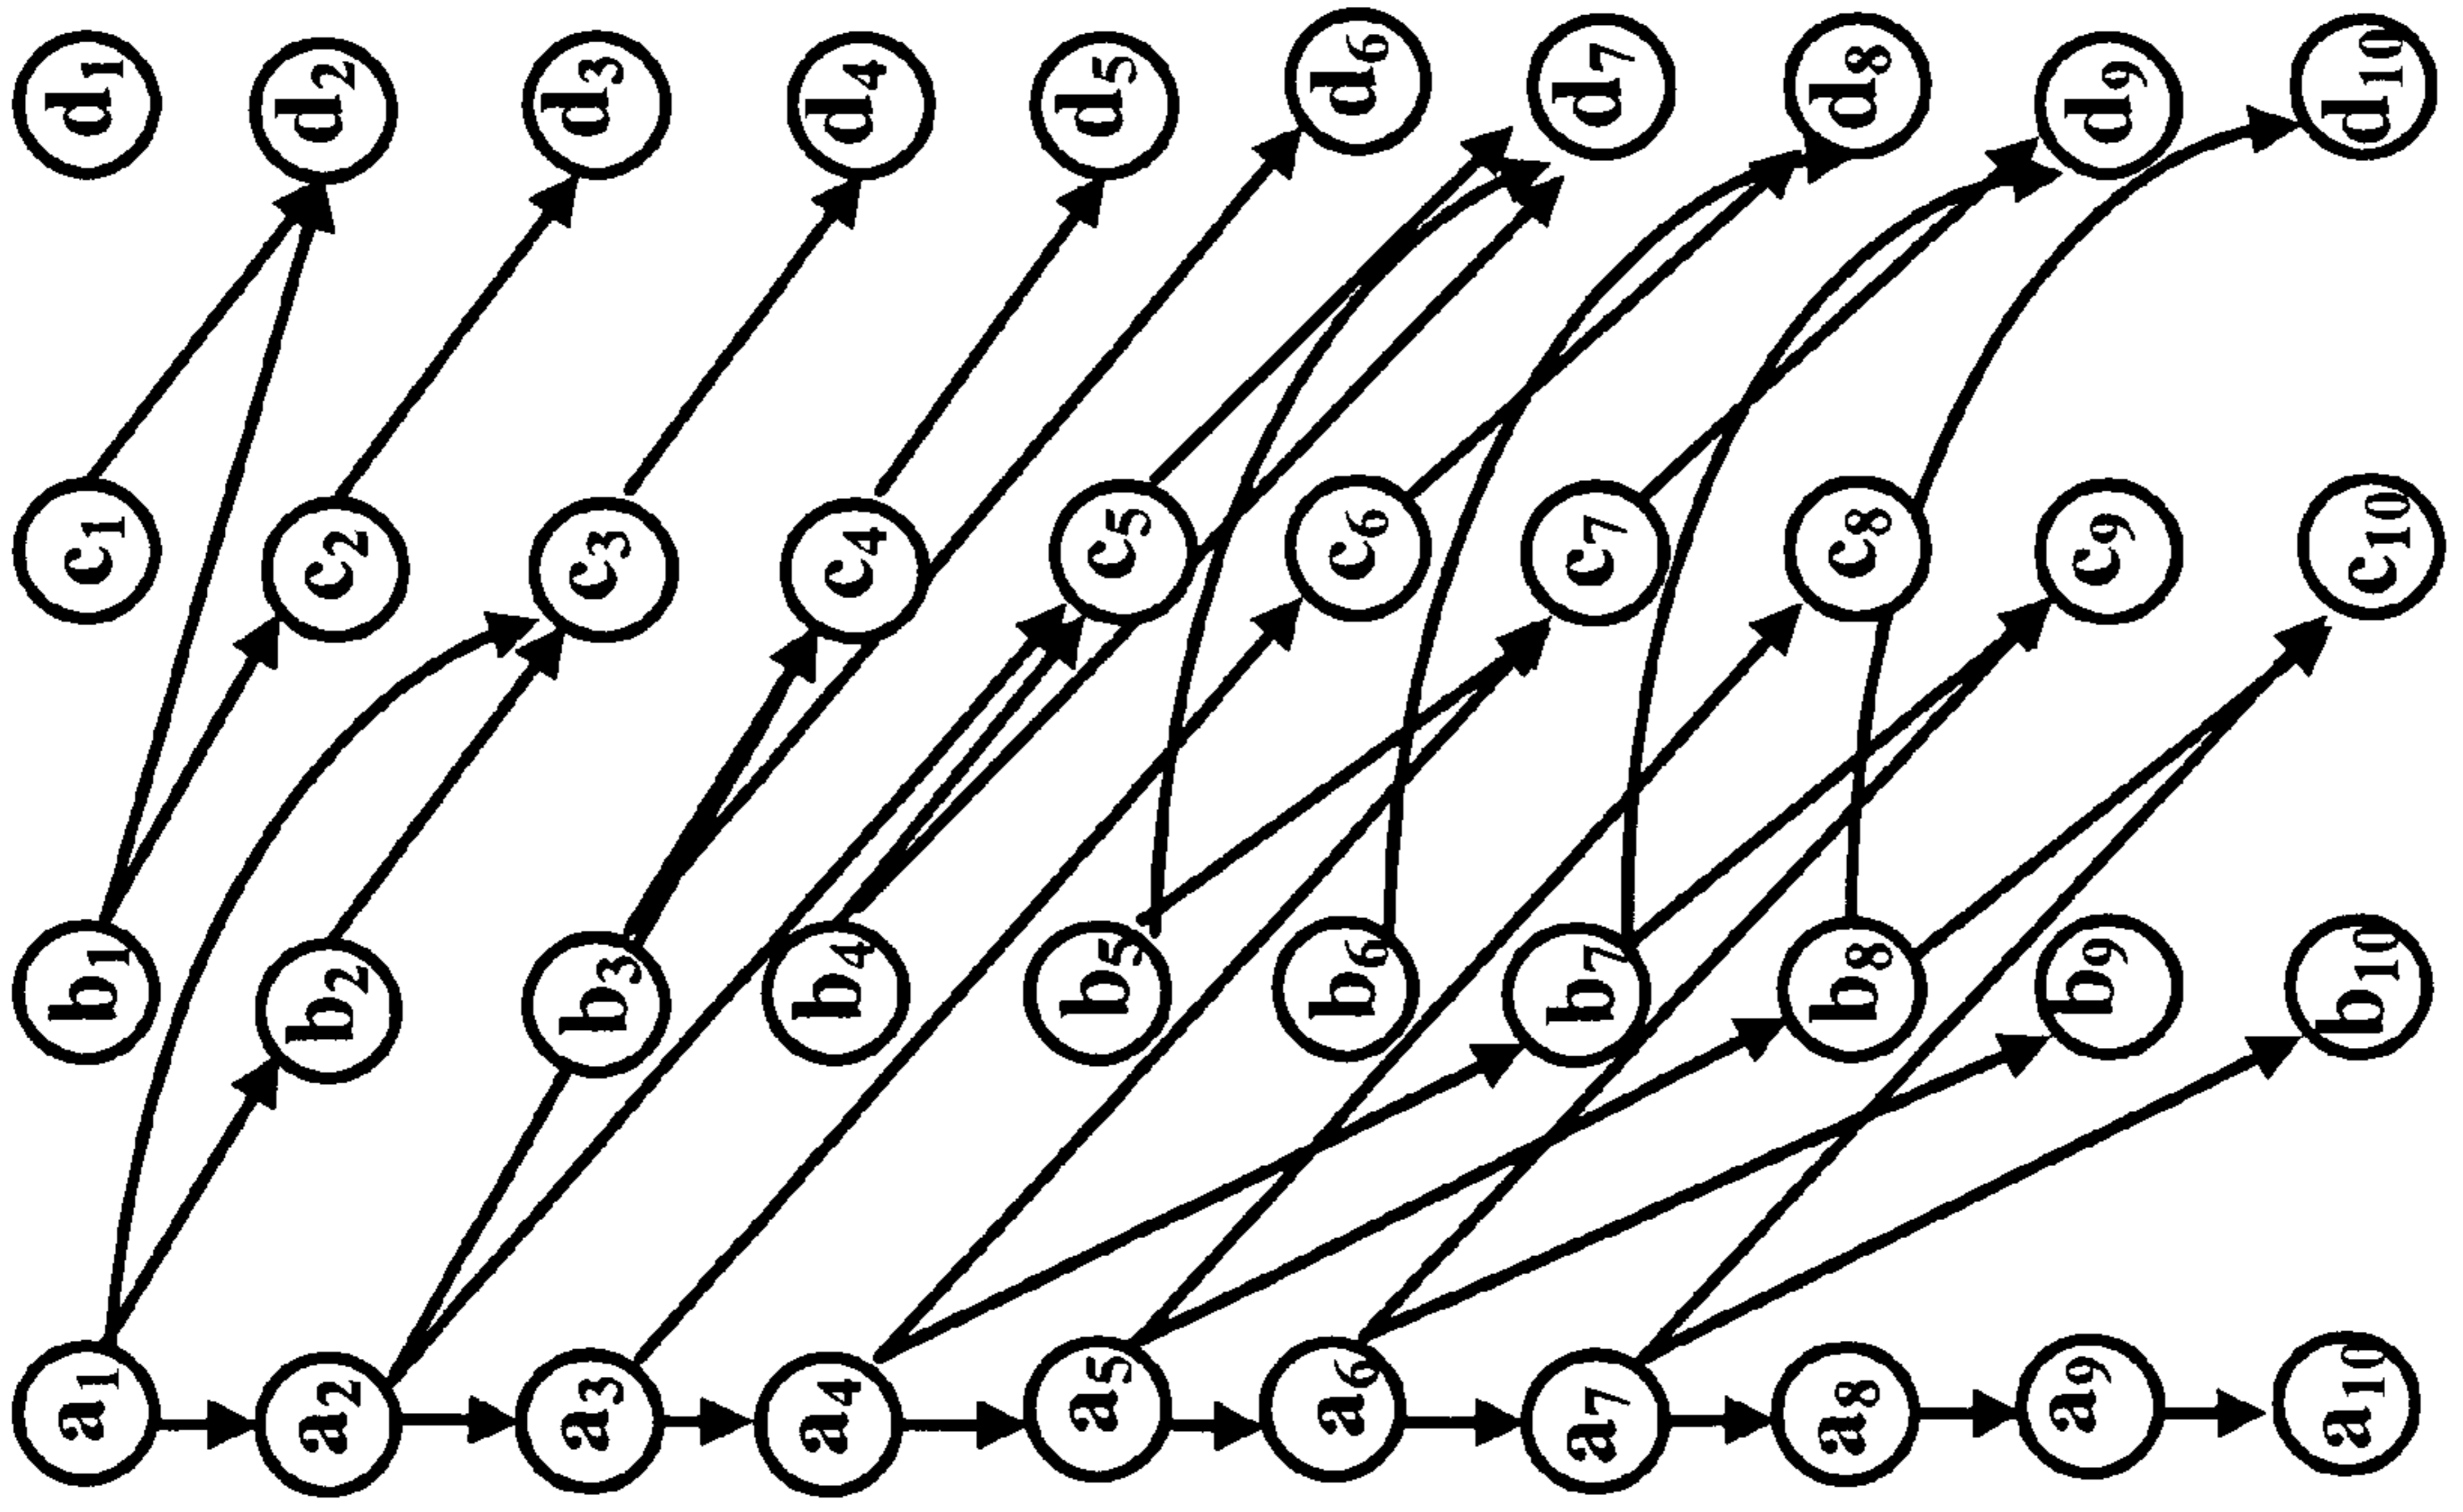 d1 d2 d3 d4 d5 d6 d7 d8 d9 d10
c1 c2 c3 c4 c5 c6 c7 c8 c9 c10
b1 b2 b3 b4 b5 b6 b7 b8 b9 b10
a1 a2 a3 a4 a5 a6 a7 a8 a9 a10